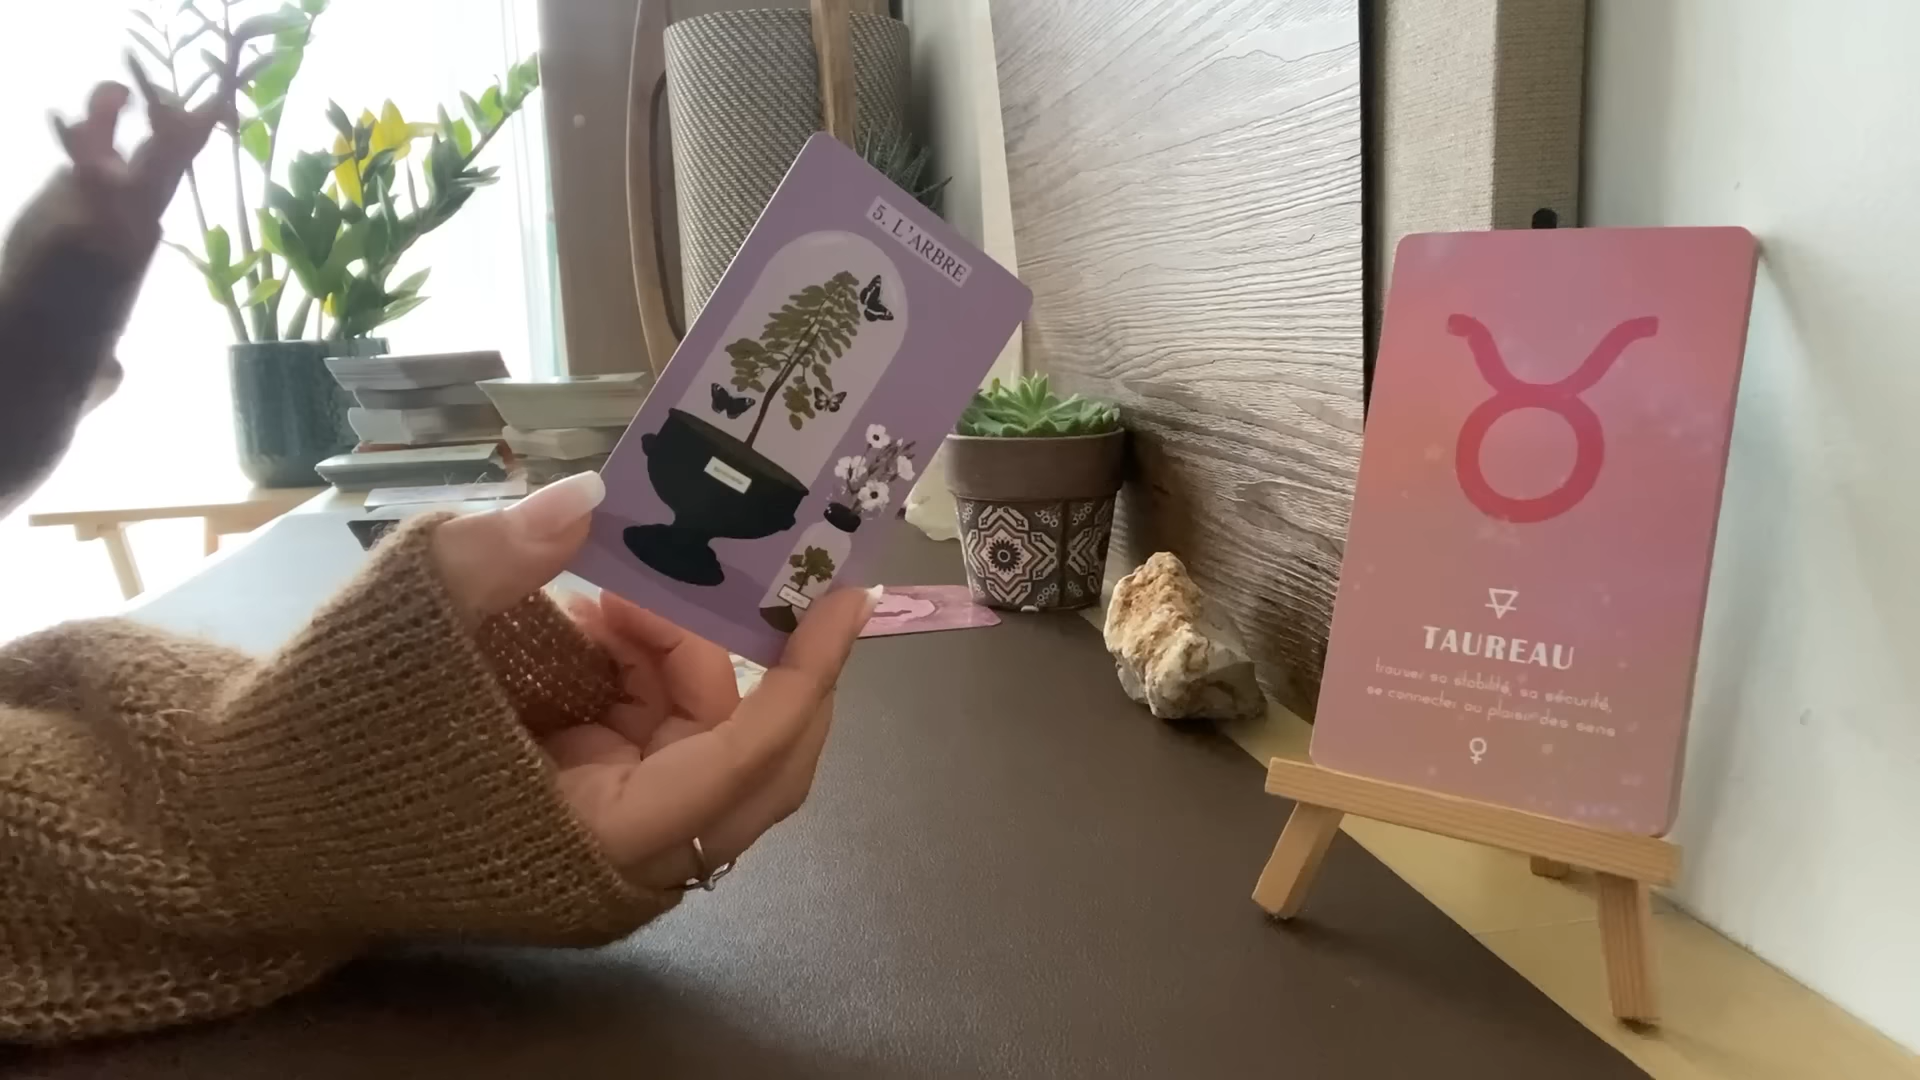 5. L'ARBRE
TAUREAU
trouver sa stabilité, sa sécurité,
se connecter au plaisir des sens